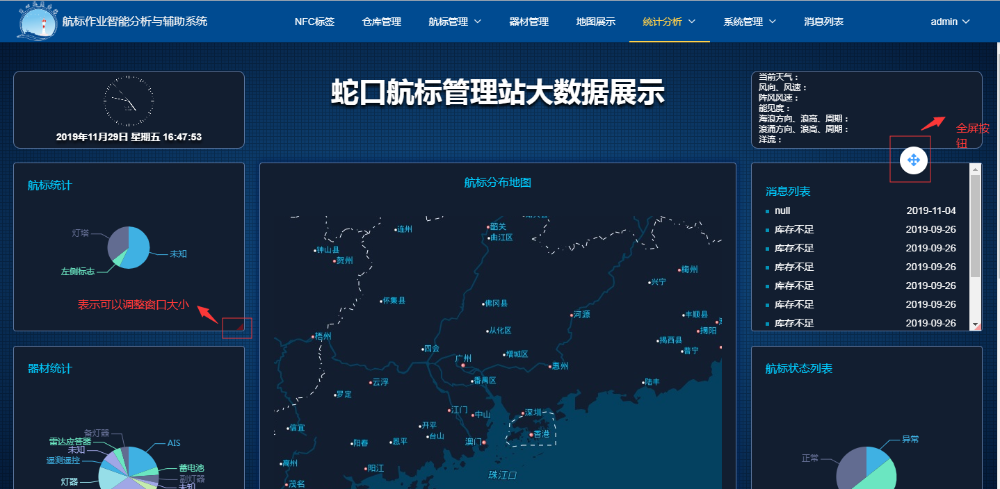 航标作业智能分析与辅助系统
NFC标签
仓库管理
航标管理
器材管理
地图展示
统计分析
系统管理
消息列表
admin
2019年11月29日 星期五 16:47:53
蛇口航标管理站大数据展示
当前天气：
风向、风速：
阵风风速：
能见度：
海浪方向、浪高、周期：
浪涌方向、浪高、周期：
洋流：
全屏按
钮
航标统计
灯塔
未知
左侧标志
表示可以调整窗口大小
器材统计
备灯器
雷达应答器
未知
遥测遥控
灯器
AIS
蓄电池
副灯器
未知
航标分布地图
连州
韶关
曲江区
钟山县
贺州
梅州
兴宁
怀集县
佛冈县
河源
丰顺县
从化区
揭阳
梧州
揭西县
四会
普宁
增城区
广州
惠州
云浮
番禺区
陆丰
罗定
江门
中山
深圳
信宜
开平
香港
台山
阳春
恩平
澳门
高州
阳江
珠江口
茂名
消息列表
null 2019-11-04
库存不足 2019-09-26
库存不足 2019-09-26
库存不足 2019-09-26
库存不足 2019-09-26
库存不足 2019-09-26
库存不足 2019-09-26
航标状态列表
异常
正常